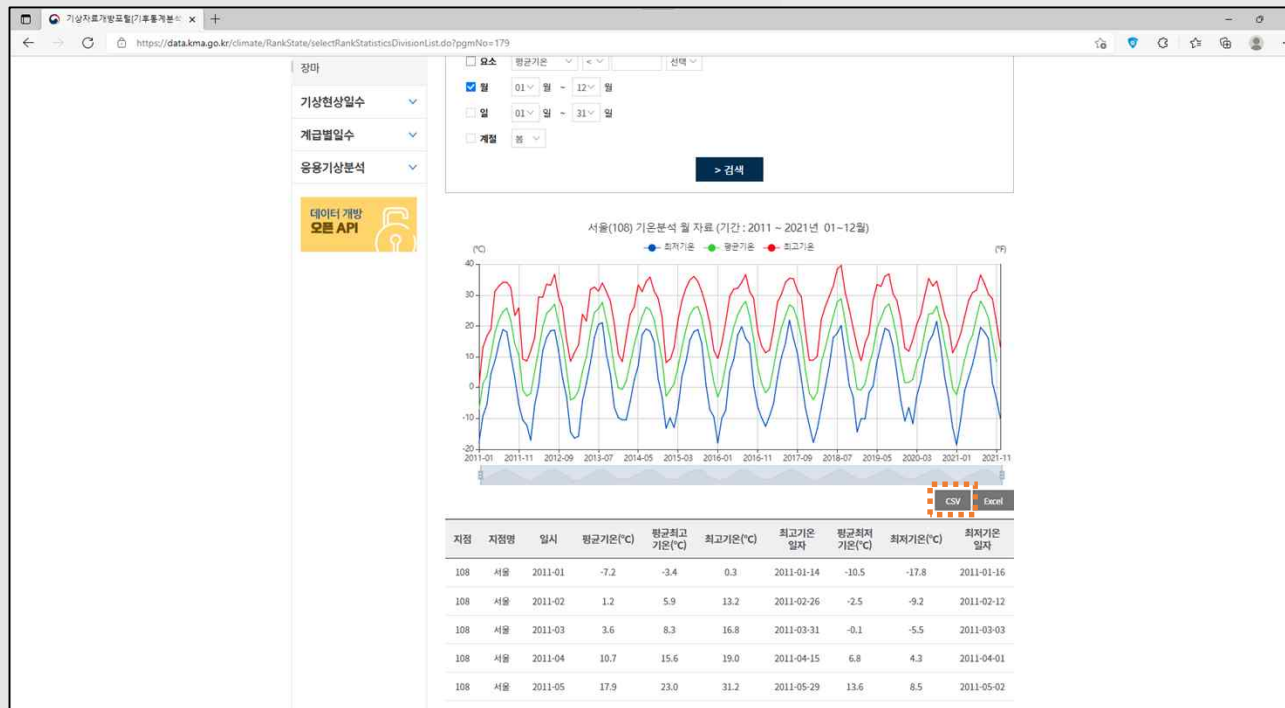 기상자료개방포털[기후통계분석
https://data.kma.go.kr/climate/RankState/selectRankStatisticsDivisionList.do?pgmNo=179
장마
기상현상일수
계급별일수
응용기상분석
데이터 개방
오픈 API
요소 평균기온 < 선택
월 01 월 ~ 12 월
일 01 일 ~ 31 일
계절 봄
> 검색
서울(108) 기온분석 월 자료 (기간 : 2011 ~ 2021년 01~12월)
(°C) 최저기온 평균기온 최고기온 (°F)
40
30
20
10
0
-10
-20
2011-01 2011-11 2012-09 2013-07 2014-05 2015-03 2016-01 2016-11 2017-09 2018-07 2019-05 2020-03 2021-01 2021-11
CSV Excel
지점 지점명 일시 평균기온(°C) 평균최고 기온(°C) 최고기온(°C) 최고기온 일자 평균최저 기온(°C) 최저기온(°C) 최저기온 일자
108 서울 2011-01 -7.2 -3.4 0.3 2011-01-14 -10.5 -17.8 2011-01-16
108 서울 2011-02 1.2 5.9 13.2 2011-02-26 -2.5 -9.2 2011-02-12
108 서울 2011-03 3.6 8.3 16.8 2011-03-31 -0.1 -5.5 2011-03-03
108 서울 2011-04 10.7 15.6 19.0 2011-04-15 6.8 4.3 2011-04-01
108 서울 2011-05 17.9 23.0 31.2 2011-05-29 13.6 8.5 2011-05-02